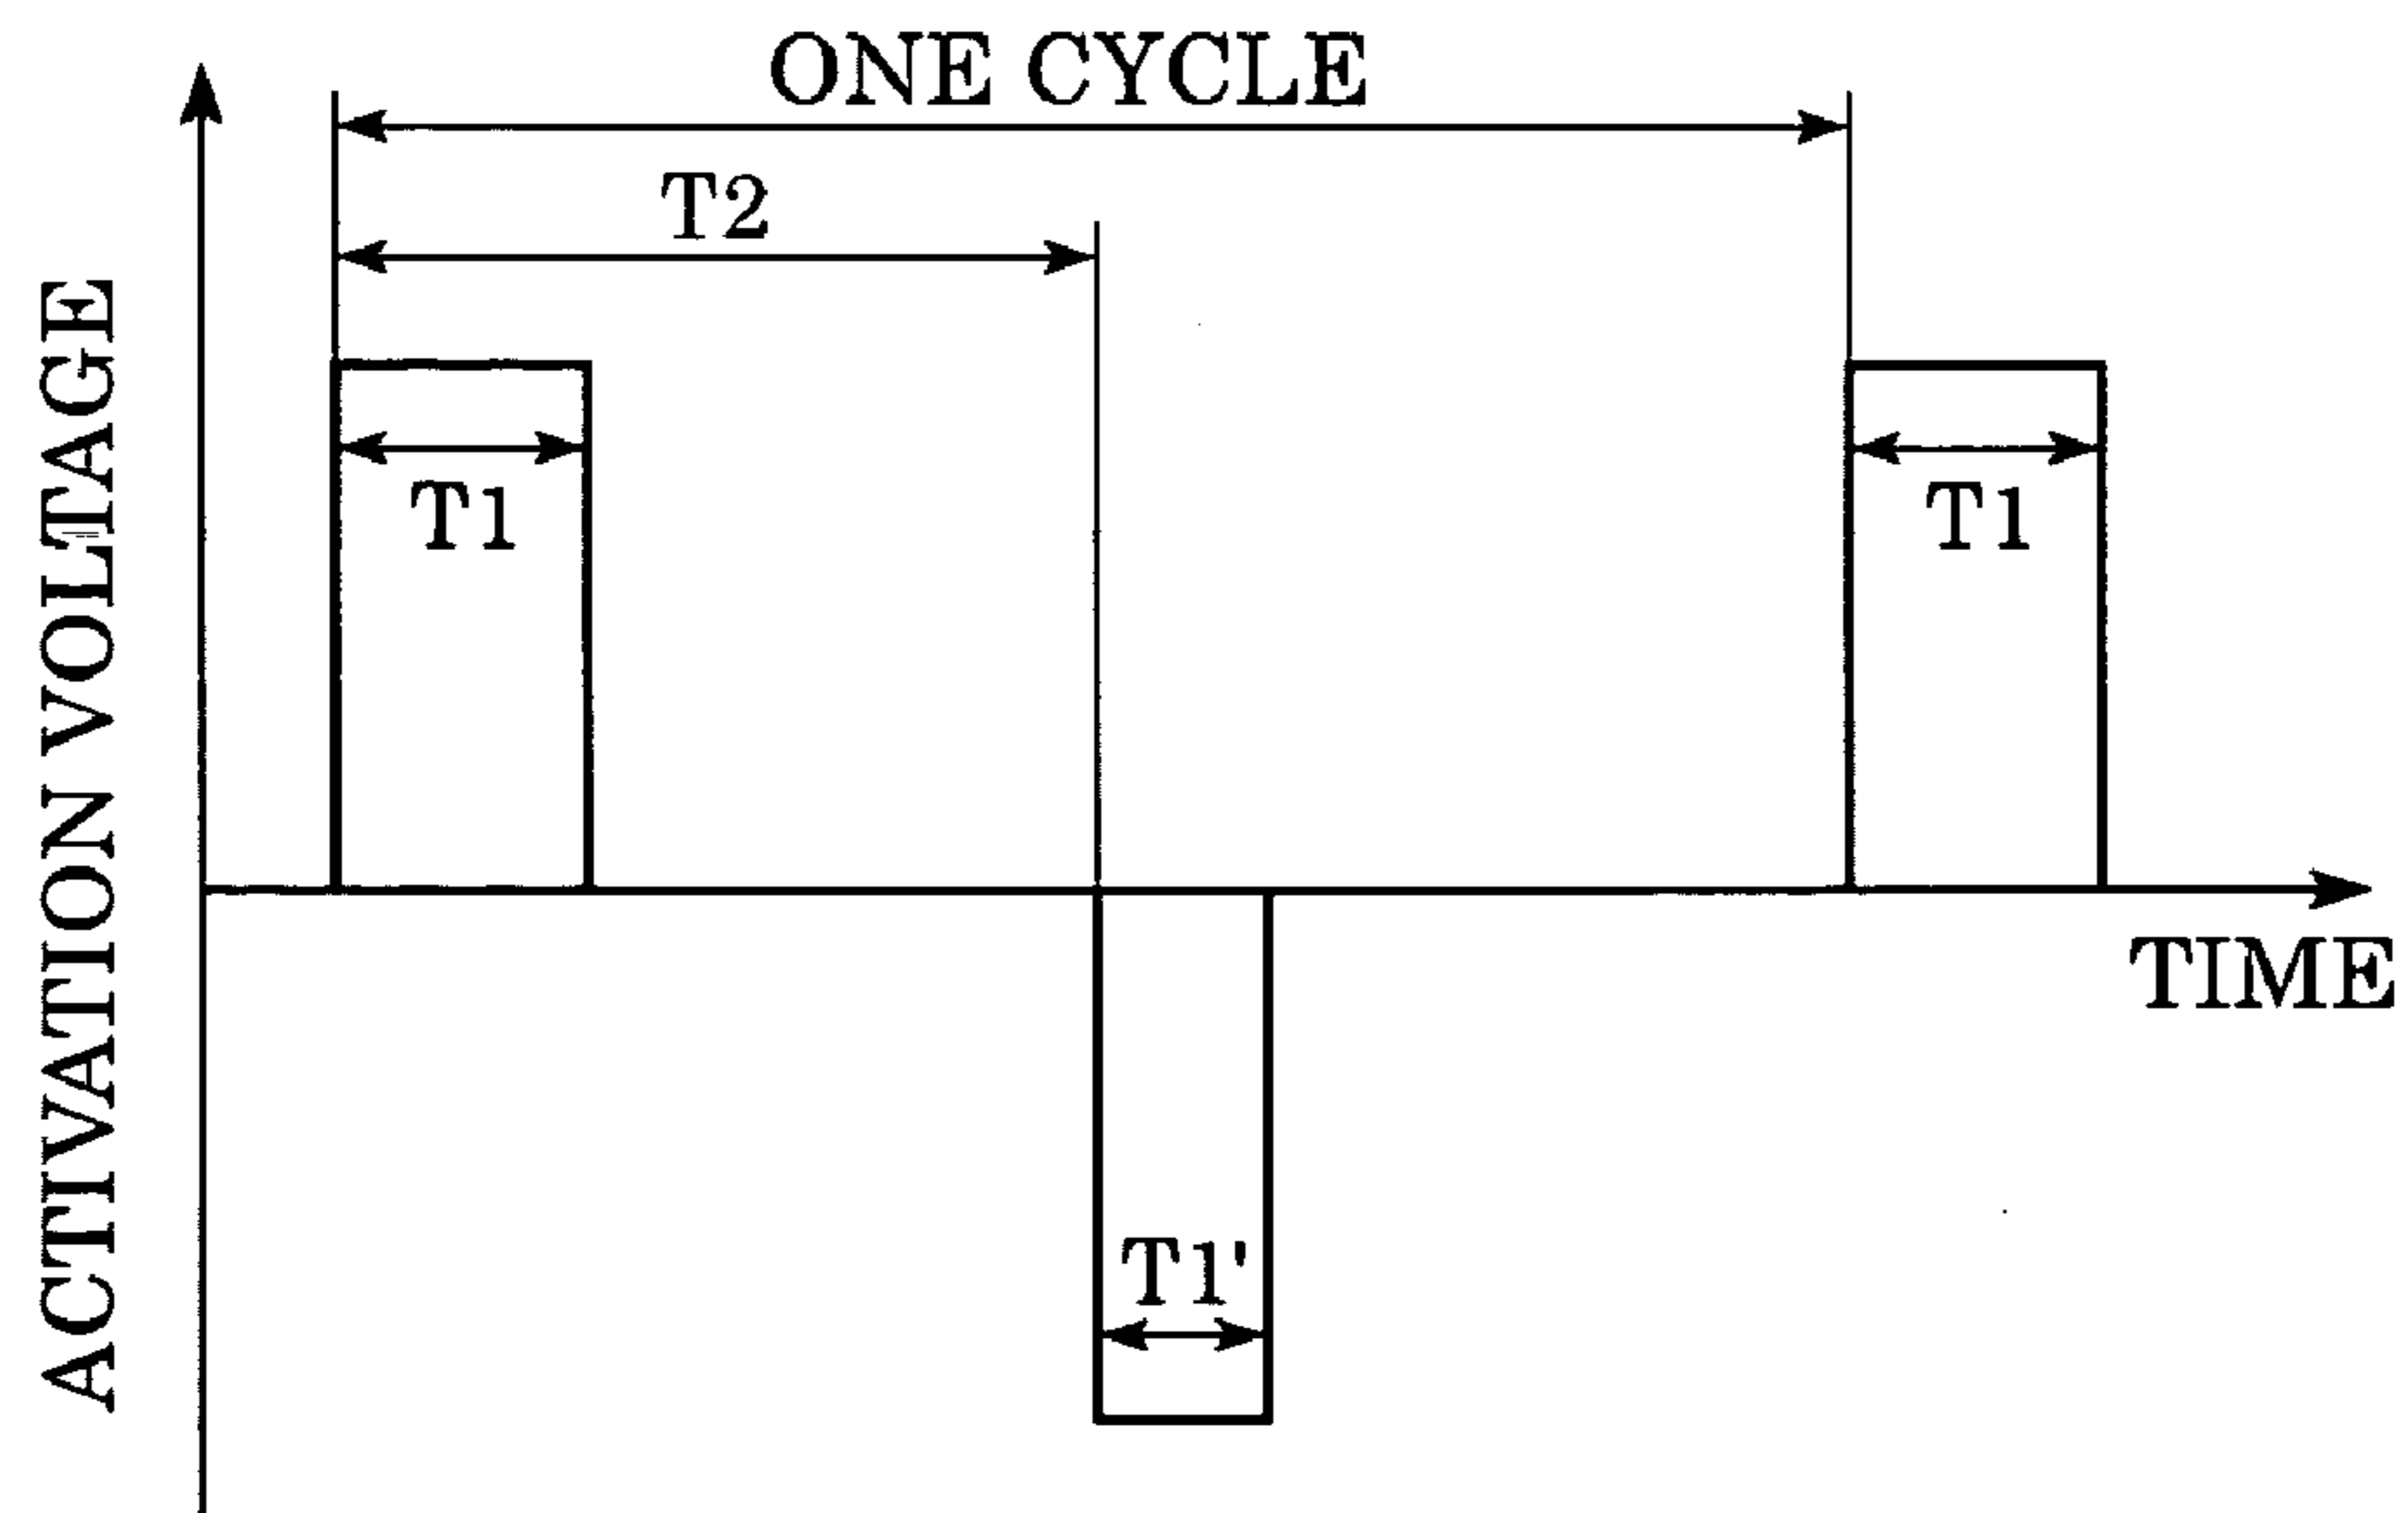 ONE CYCLE
T2
T1
T1
ACTIVATION VOLTAGE
TIME
T1'